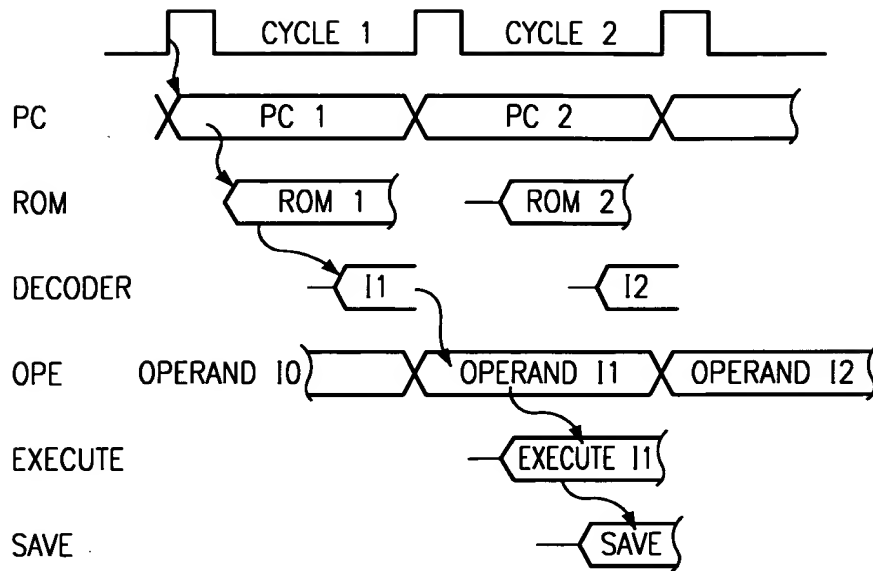 CYCLE 1 CYCLE 2
PC PC 1 PC 2
ROM ROM 1 ROM 2
DECODER I1 I2
OPE OPERAND I0 OPERAND I1 OPERAND I2
EXECUTE EXECUTE I1
SAVE SAVE